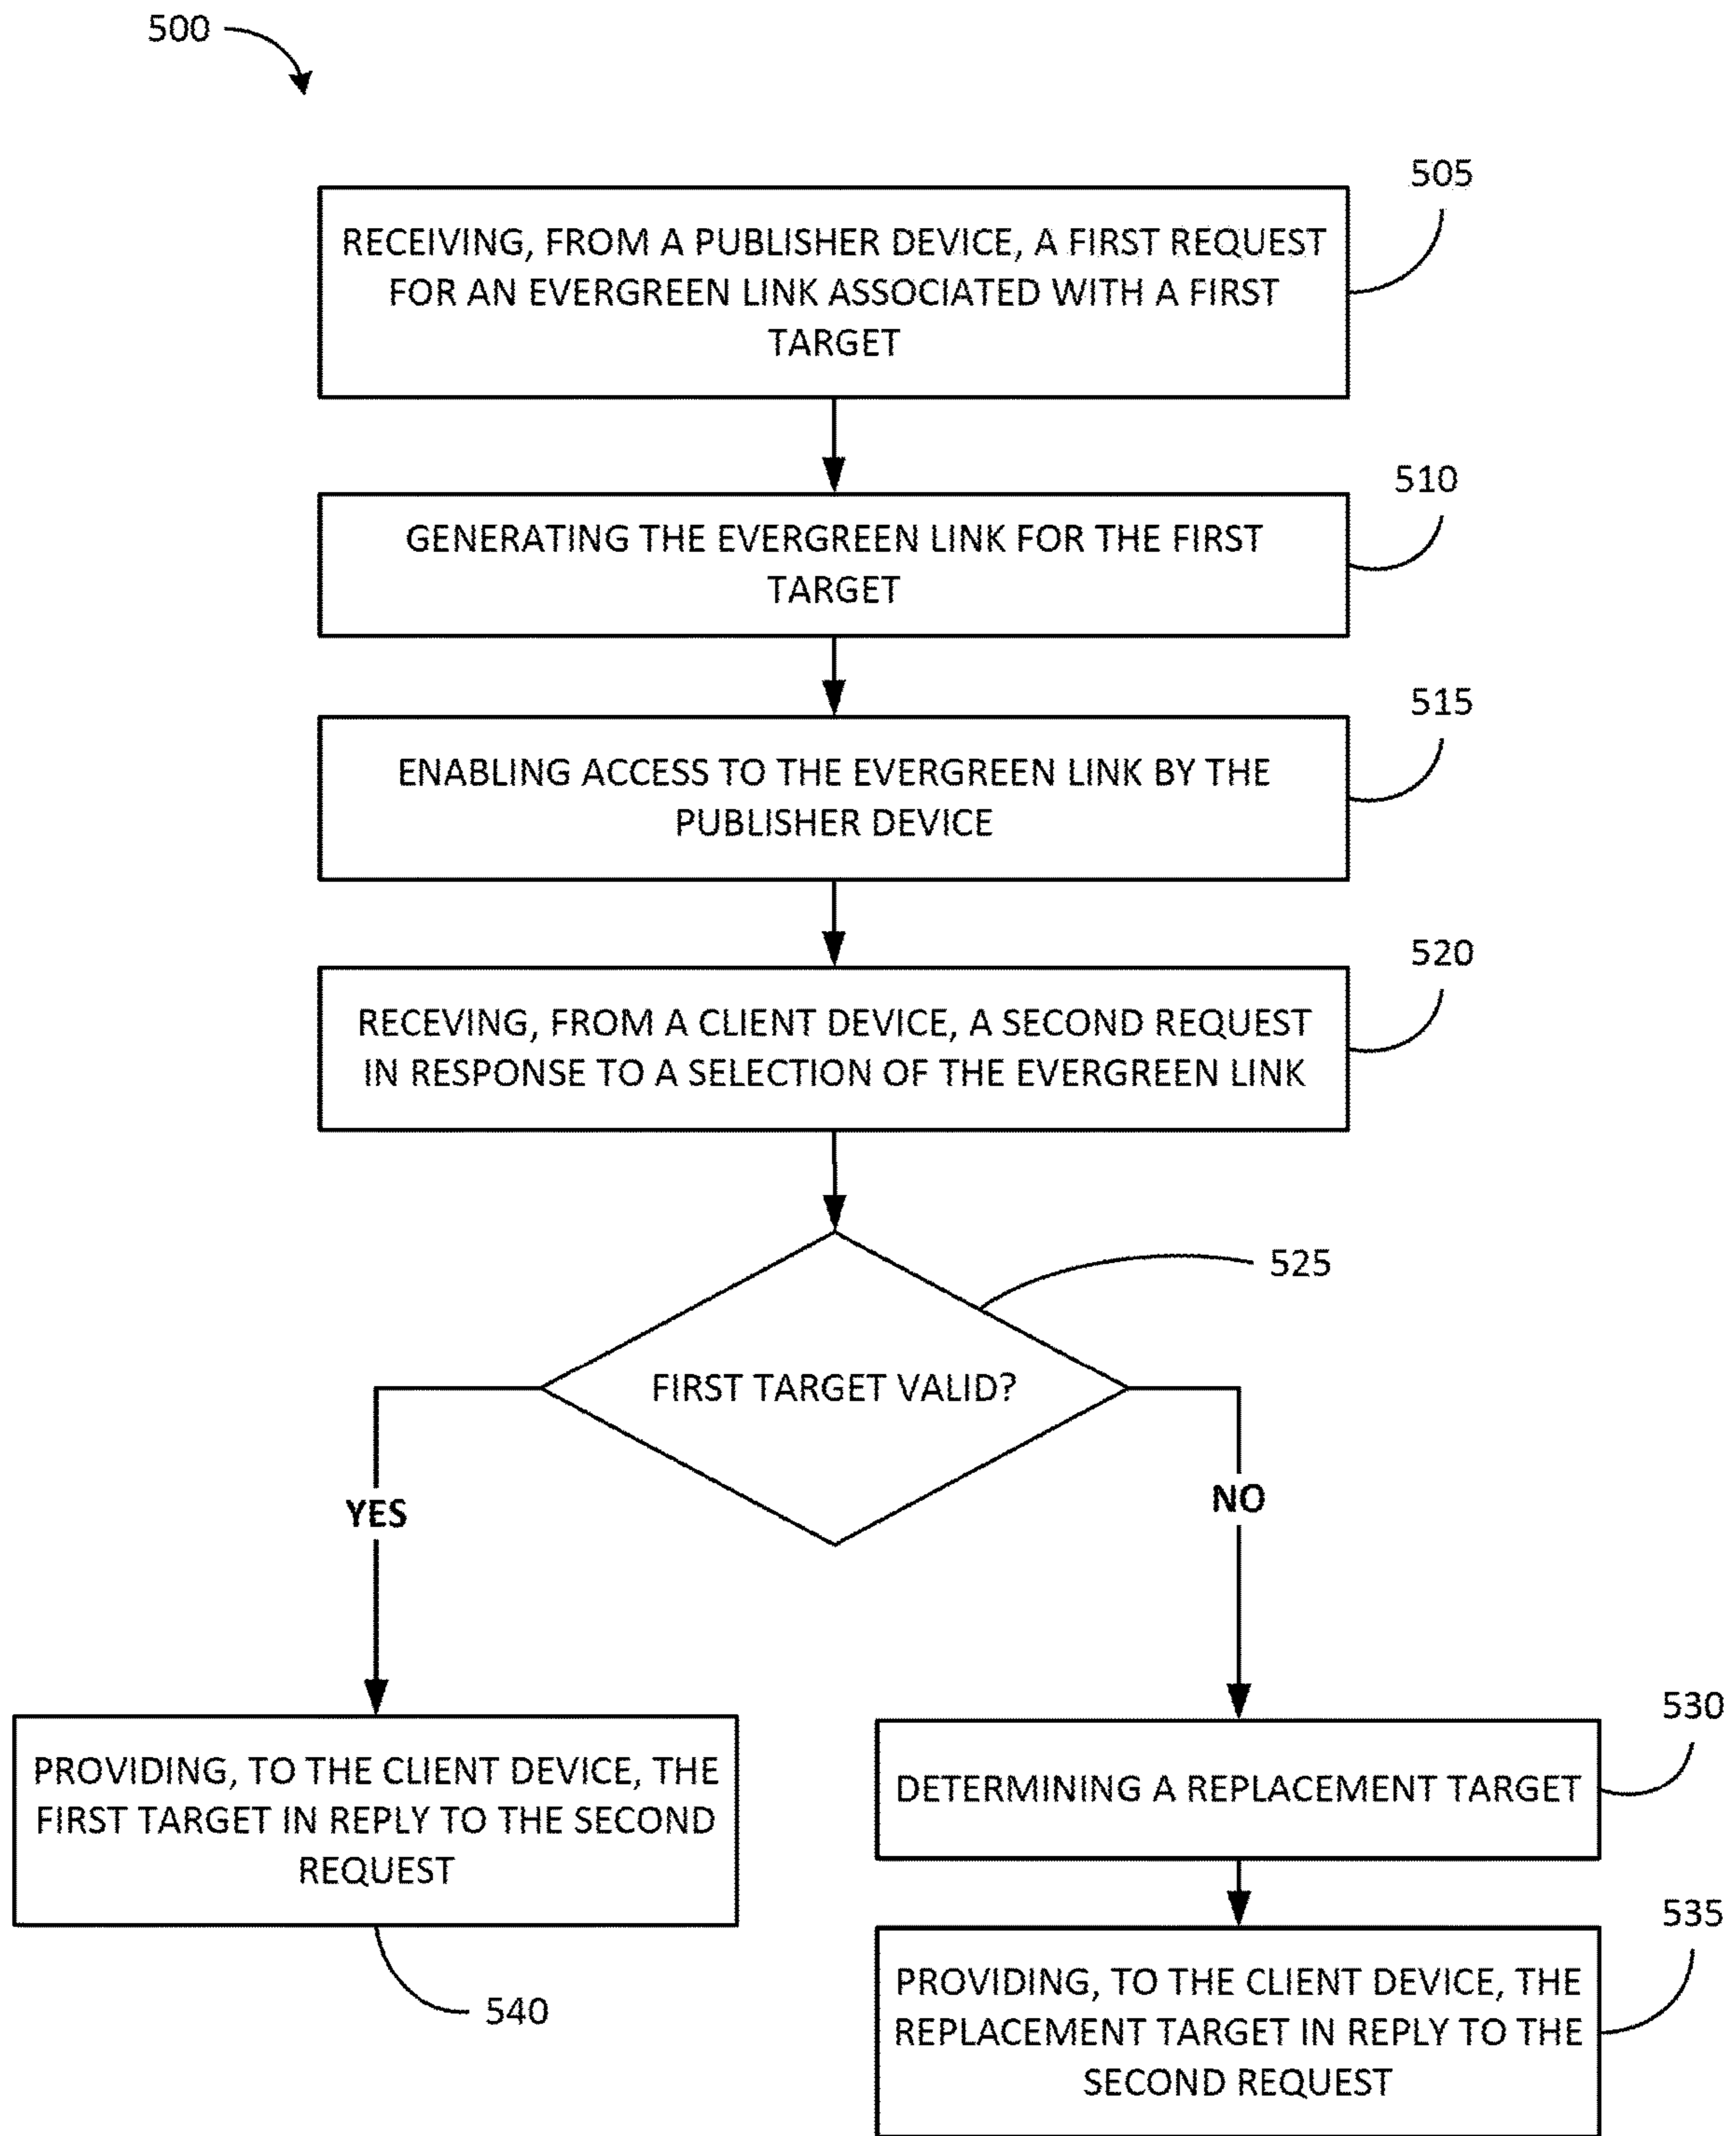 500
505
RECEIVING, FROM A PUBLISHER DEVICE, A FIRST REQUEST
FOR AN EVERGREEN LINK ASSOCIATED WITH A FIRST
TARGET
510
GENERATING THE EVERGREEN LINK FOR THE FIRST
TARGET
515
ENABLING ACCESS TO THE EVERGREEN LINK BY THE
PUBLISHER DEVICE
520
RECEVING, FROM A CLIENT DEVICE, A SECOND REQUEST
IN RESPONSE TO A SELECTION OF THE EVERGREEN LINK
525
FIRST TARGET VALID?
YES
NO
PROVIDING, TO THE CLIENT DEVICE, THE
FIRST TARGET IN REPLY TO THE SECOND
REQUEST
540
530
DETERMINING A REPLACEMENT TARGET
535
PROVIDING, TO THE CLIENT DEVICE, THE
REPLACEMENT TARGET IN REPLY TO THE
SECOND REQUEST